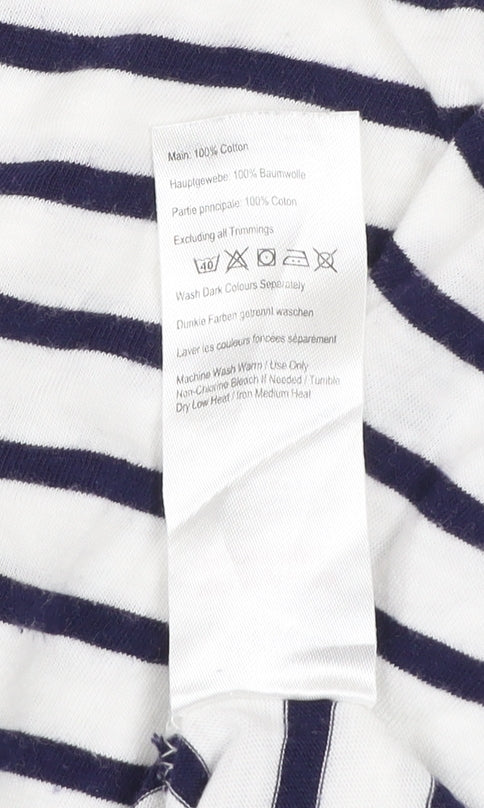 Main: 100% Cotton
Hauptgewebe: 100% Baumwolle
Partie principale: 100% Coton
Excluding all Trimmings
40
Wash Dark Colours Separately
Dunkle Farben getrennt waschen
Laver les couleurs foncées séparément
Machine Wash Warm / Use Only
Non-Chlorine Bleach If Needed / Tumble
Dry Low Heat / Iron Medium Heat